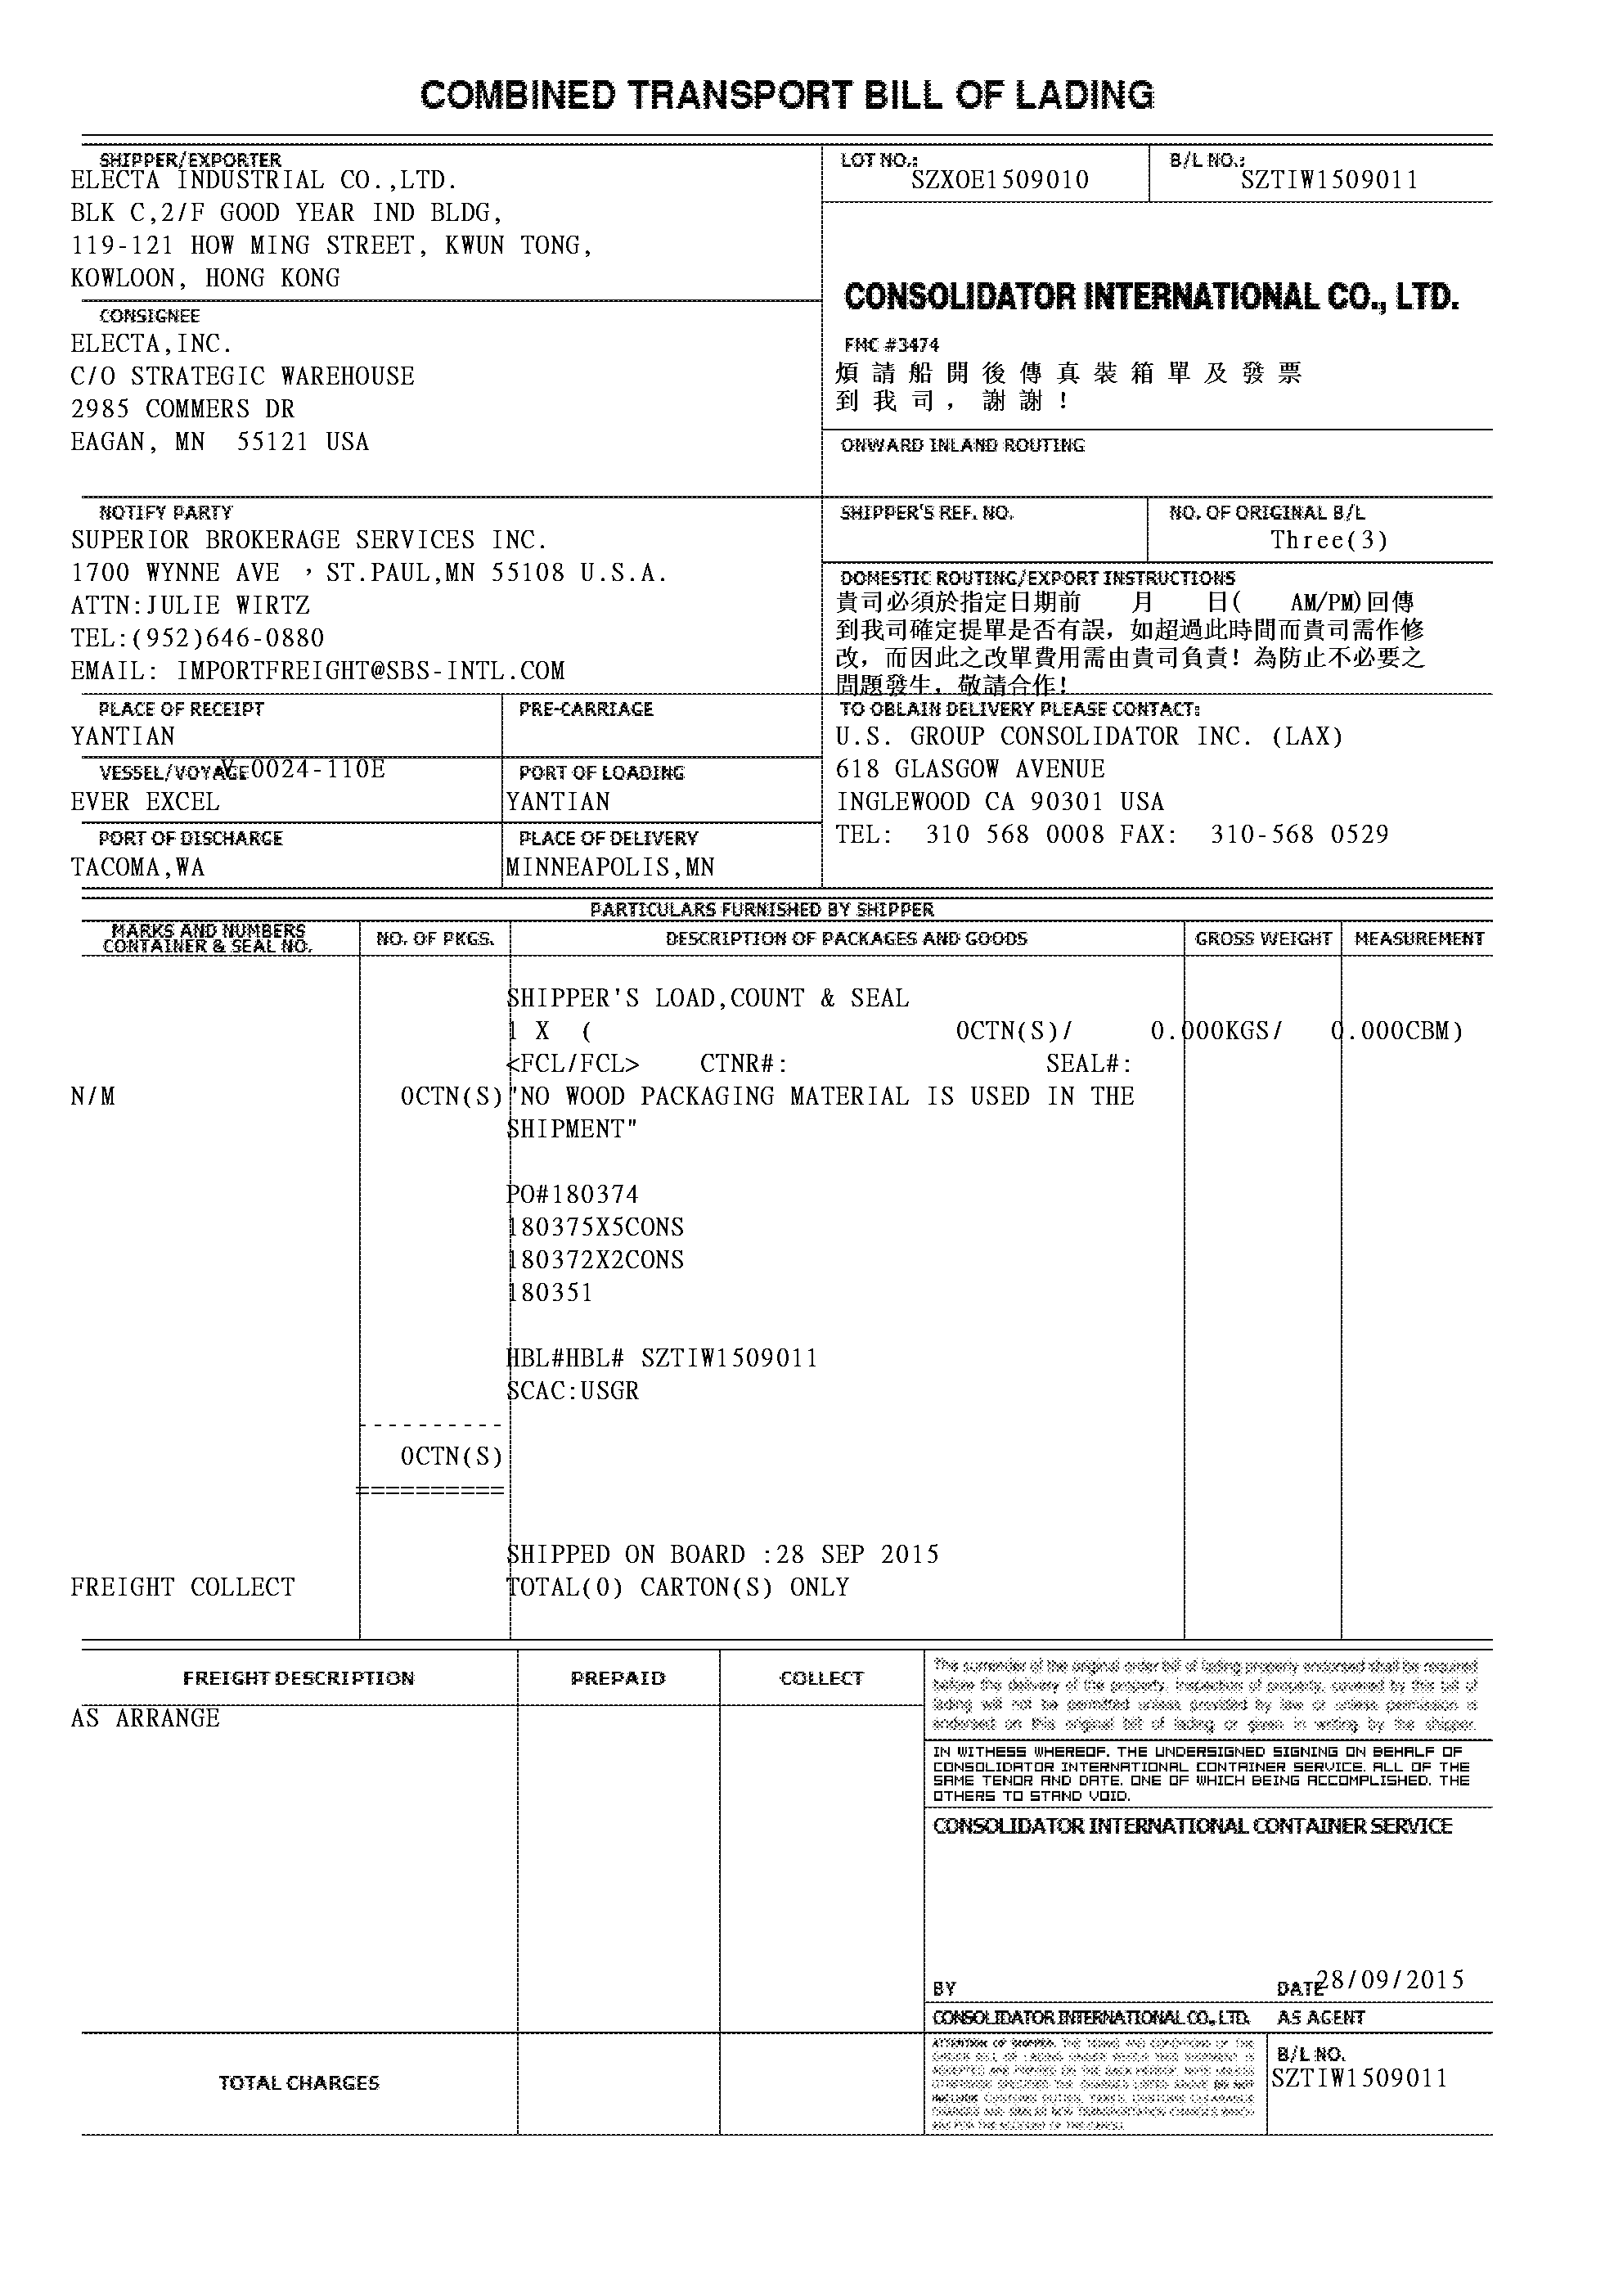 COMBINED TRANSPORT BILL OF LADING
SHIPPER/EXPORTER
ELECTA INDUSTRIAL CO.,LTD.
BLK C,2/F GOOD YEAR IND BLDG,
119-121 HOW MING STREET, KWUN TONG,
KOWLOON, HONG KONG
LOT NO.:
SZXOE1509010
B/L NO.:
SZTIW1509011
CONSOLIDATOR INTERNATIONAL CO., LTD.
FMC #3474
煩請船開後傳真裝箱單及發票
到我司，謝謝！
CONSIGNEE
ELECTA,INC.
C/O STRATEGIC WAREHOUSE
2985 COMMERS DR
EAGAN, MN 55121 USA
ONWARD INLAND ROUTING
NOTIFY PARTY
SUPERIOR BROKERAGE SERVICES INC.
1700 WYNNE AVE ，ST.PAUL,MN 55108 U.S.A.
ATTN:JULIE WIRTZ
TEL:(952)646-0880
EMAIL: IMPORTFREIGHT@SBS-INTL.COM
SHIPPER'S REF. NO.
NO. OF ORIGINAL B/L
Three(3)
DOMESTIC ROUTING/EXPORT INSTRUCTIONS
貴司必須於指定日期前 月 日( AM/PM)回傳
到我司確定提單是否有誤，如超過此時間而貴司需作修
改，而因此之改單費用需由貴司負責！為防止不必要之
問題發生，敬請合作！
PLACE OF RECEIPT
YANTIAN
PRE-CARRIAGE
VESSEL/VOYAGE V.0024-110E
EVER EXCEL
PORT OF LOADING
YANTIAN
PORT OF DISCHARGE
TACOMA,WA
PLACE OF DELIVERY
MINNEAPOLIS,MN
TO OBLAIN DELIVERY PLEASE CONTACT:
U.S. GROUP CONSOLIDATOR INC. (LAX)
618 GLASGOW AVENUE
INGLEWOOD CA 90301 USA
TEL: 310 568 0008 FAX: 310-568 0529
PARTICULARS FURNISHED BY SHIPPER
MARKS AND NUMBERS
CONTAINER & SEAL NO.
NO. OF PKGS.
DESCRIPTION OF PACKAGES AND GOODS
GROSS WEIGHT
MEASUREMENT
SHIPPER'S LOAD,COUNT & SEAL
1 X ( 0CTN(S)/ 0.000KGS/ 0.000CBM)
<FCL/FCL> CTNR#: SEAL#:
N/M 0CTN(S) "NO WOOD PACKAGING MATERIAL IS USED IN THE
SHIPMENT"
PO#180374
180375X5CONS
180372X2CONS
180351
HBL#HBL# SZTIW1509011
SCAC:USGR
----------
0CTN(S)
==========
SHIPPED ON BOARD :28 SEP 2015
FREIGHT COLLECT TOTAL(0) CARTON(S) ONLY
FREIGHT DESCRIPTION
PREPAID
COLLECT
AS ARRANGE
The surrender of the original order bill of lading properly endorsed shall be required
before the delivery of the property. Inspection of property covered by this bill of
lading will not be permitted unless provided by law or unless permission is
endorsed on this original bill of lading or given in writing by the shipper.
IN WITHESS WHEREOF, THE UNDERSIGNED SIGNING ON BEHALF OF
CONSOLIDATOR INTERNATIONAL CONTAINER SERVICE. ALL OF THE
SAME TENOR AND DATE, ONE OF WHICH BEING ACCOMPLISHED, THE
OTHERS TO STAND VOID.
CONSOLIDATOR INTERNATIONAL CONTAINER SERVICE
BY
DATE 28/09/2015
CONSOLIDATOR INTERNATIONAL CO., LTD. AS AGENT
TOTAL CHARGES
B/L NO.
SZTIW1509011